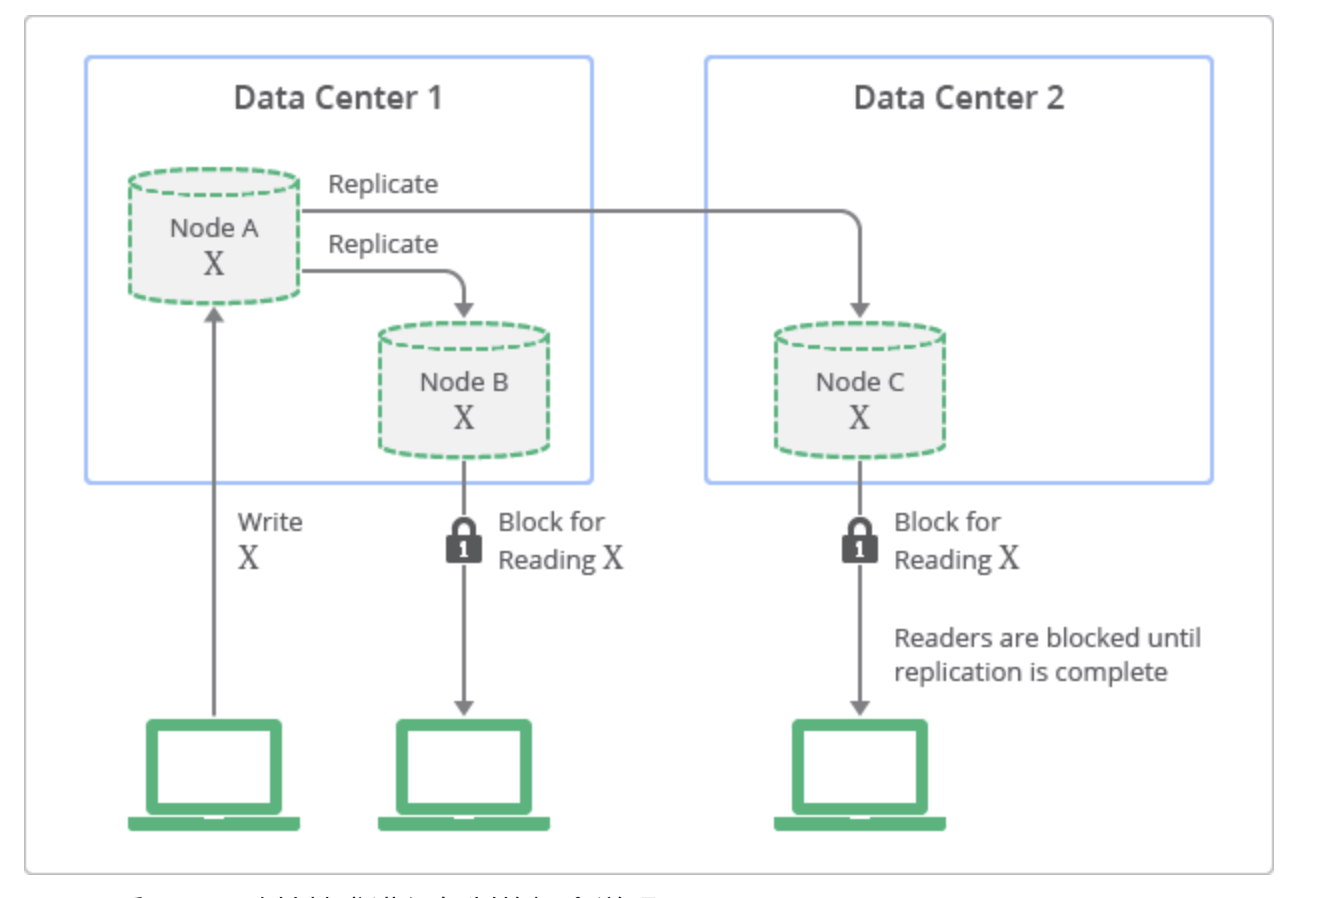 Data Center 1
Data Center 2
Replicate
Replicate
Node A
X
Node B
X
Node C
X
Write
X
1
Block for
Reading X
1
Block for
Reading X
Readers are blocked until
replication is complete